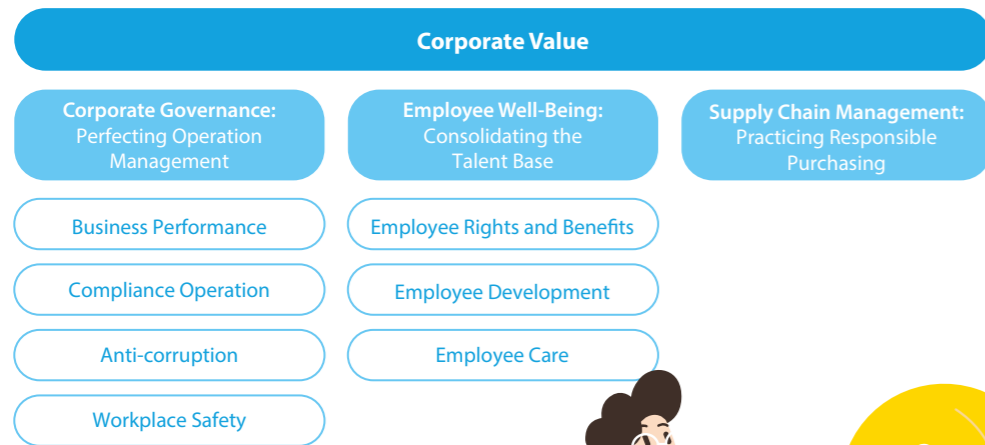 Corporate Value
Corporate Governance:
Perfecting Operation
Management
Business Performance
Compliance Operation
Anti-corruption
Workplace Safety
Employee Well-Being:
Consolidating the
Talent Base
Employee Rights and Benefits
Employee Development
Employee Care
Supply Chain Management:
Practicing Responsible
Purchasing